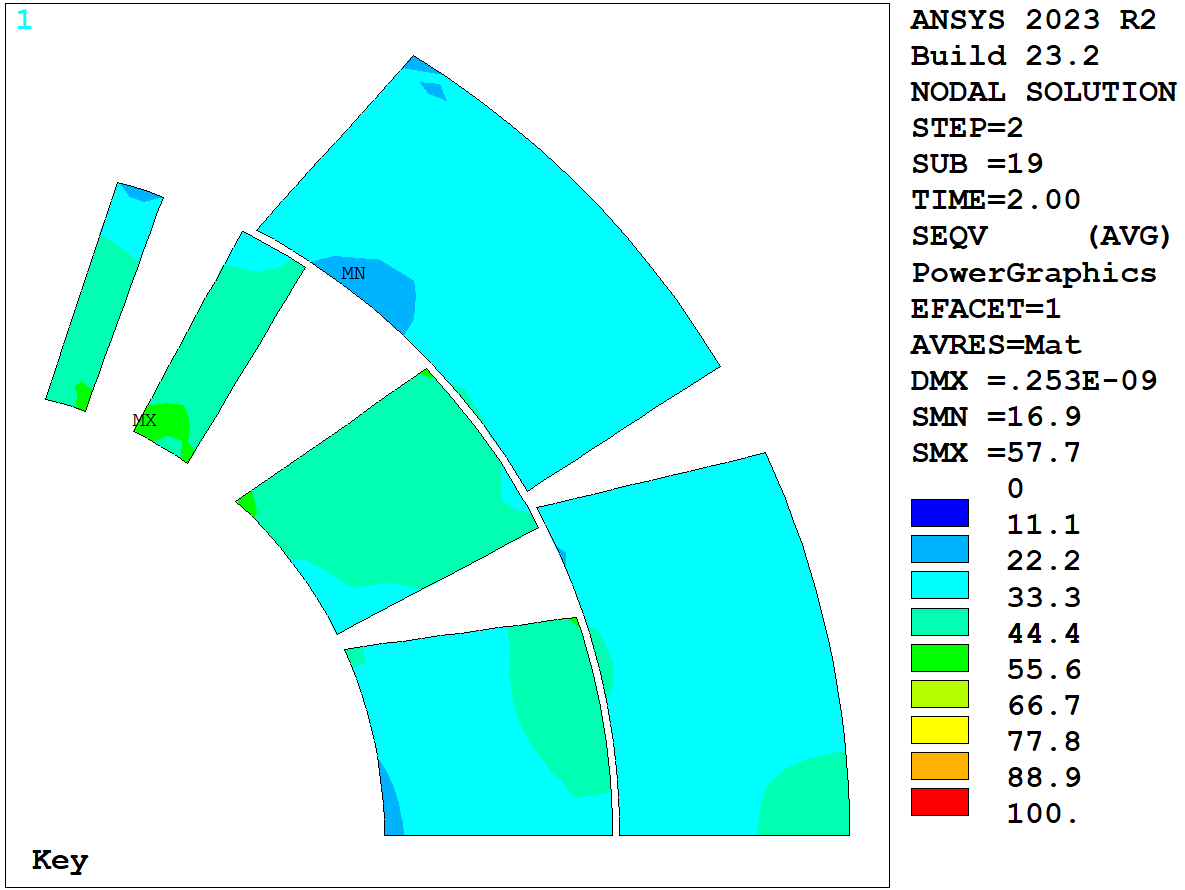 1
ANSYS 2023 R2
Build 23.2
NODAL SOLUTION
STEP=2
SUB =19
TIME=2.00
SEQV (AVG)
PowerGraphics
EFACET=1
AVRES=Mat
DMX =.253E-09
SMN =16.9
SMX =57.7
0
11.1
22.2
33.3
44.4
55.6
66.7
77.8
88.9
100.
MN
MX
Key